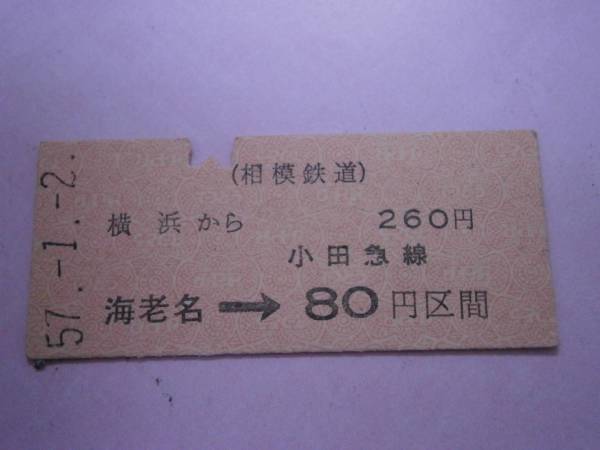 (相模鉄道)
横浜から 260円
小田急線
海老名→80円区間
57.-1.-2.